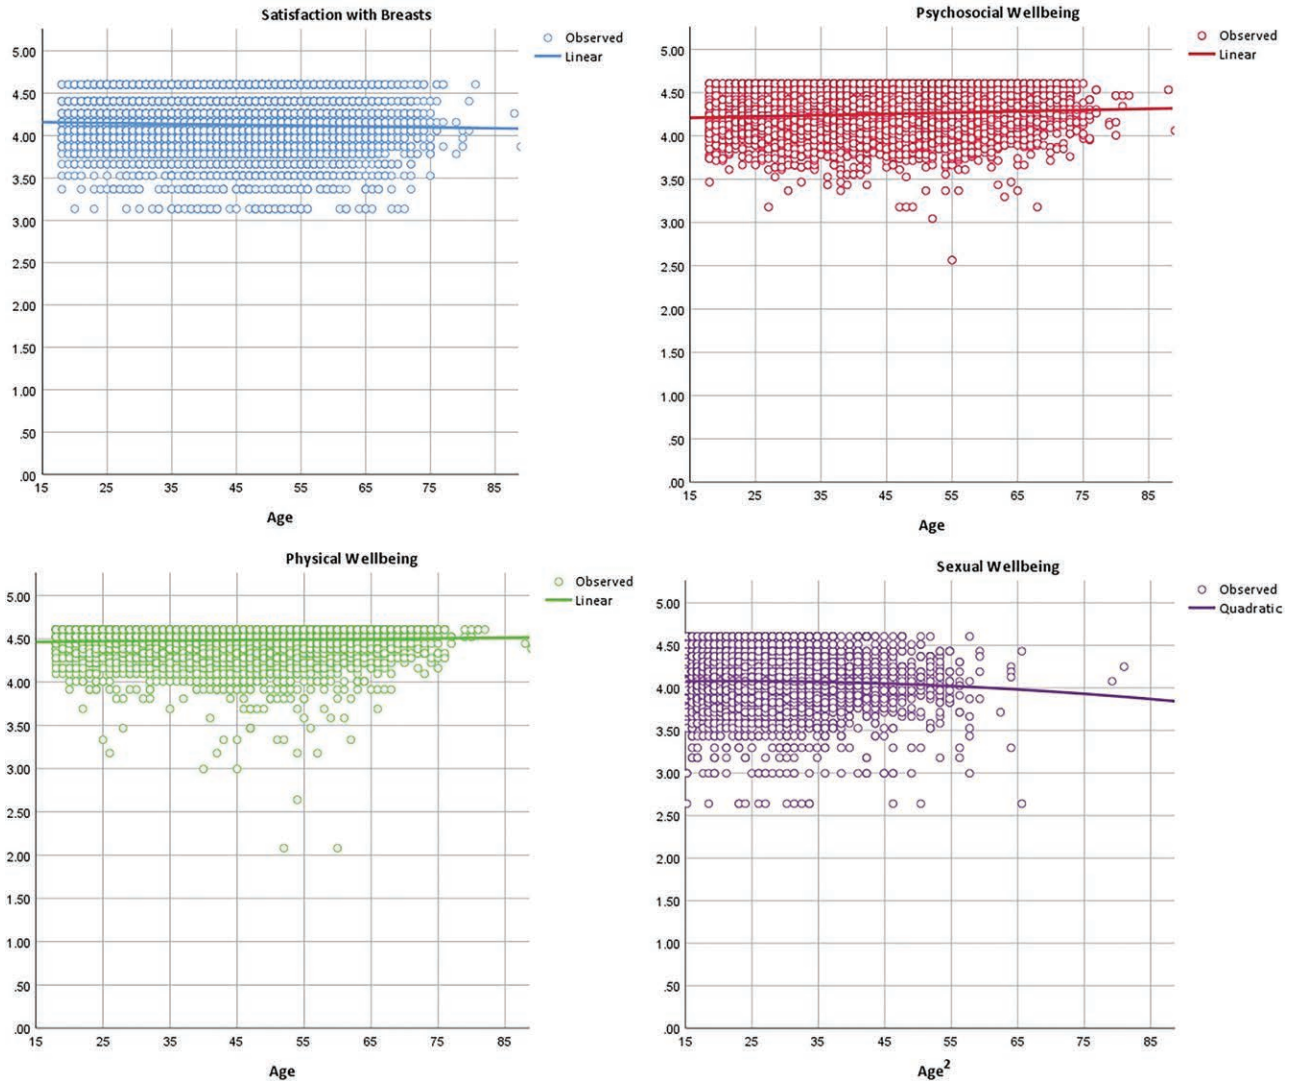 Satisfaction with Breasts
Observed
Linear
5.00
4.50
4.00
3.50
3.00
2.50
2.00
1.50
1.00
.50
.00
15 25 35 45 55 65 75 85
Age
Psychosocial Wellbeing
Observed
Linear
5.00
4.50
4.00
3.50
3.00
2.50
2.00
1.50
1.00
.50
.00
15 25 35 45 55 65 75 85
Age
Physical Wellbeing
Observed
Linear
5.00
4.50
4.00
3.50
3.00
2.50
2.00
1.50
1.00
.50
.00
15 25 35 45 55 65 75 85
Age
Sexual Wellbeing
Observed
Quadratic
5.00
4.50
4.00
3.50
3.00
2.50
2.00
1.50
1.00
.50
.00
15 25 35 45 55 65 75 85
Age²